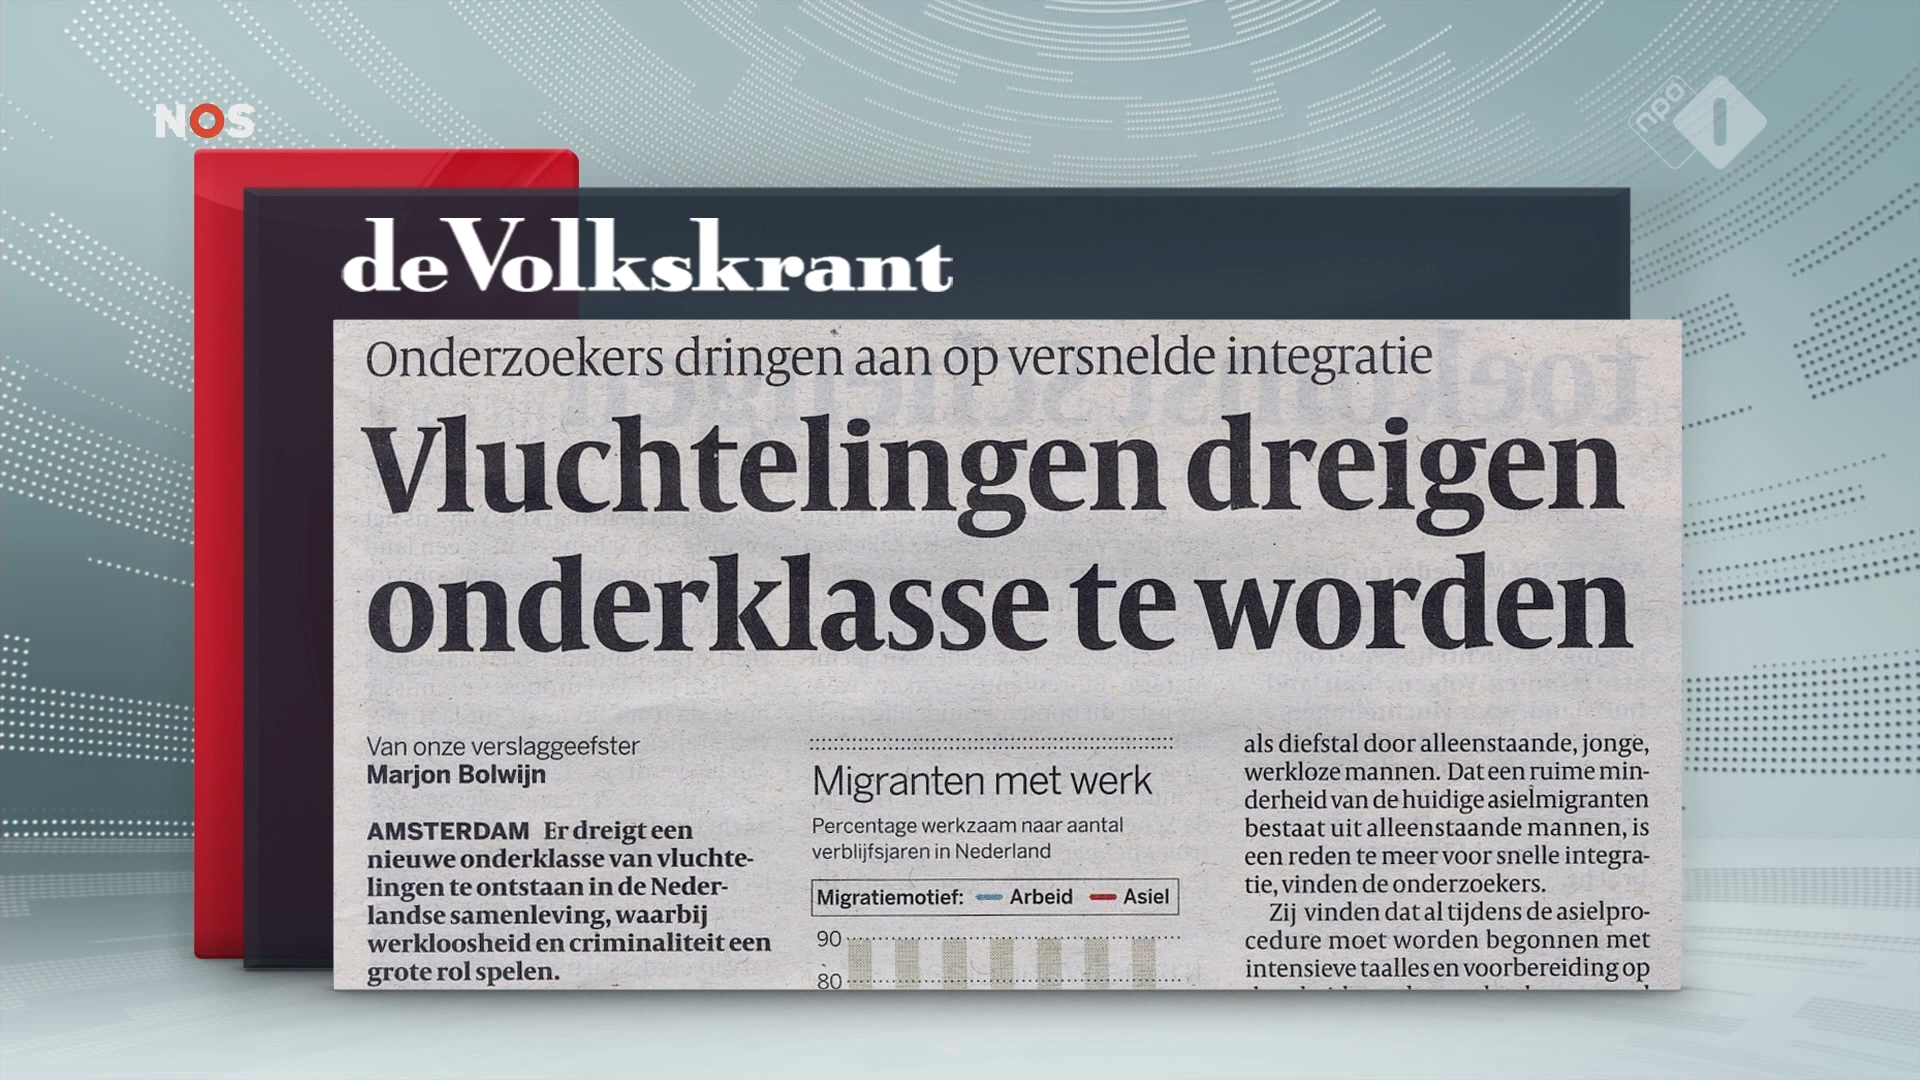 NOS
npo 1
de Volkskrant
Onderzoekers dringen aan op versnelde integratie
Vluchtelingen dreigen
onderklasse te worden
Van onze verslaggeefster
Marjon Bolwijn
AMSTERDAM Er dreigt een
nieuwe onderklasse van vluchte-
lingen te ontstaan in de Neder-
landse samenleving, waarbij
werkloosheid en criminaliteit een
grote rol spelen.
Migranten met werk
Percentage werkzaam naar aantal
verblijfsjaren in Nederland
Migratiemotief: Arbeid Asiel
90
80
als diefstal door alleenstaande, jonge,
werkloze mannen. Dat een ruime min-
derheid van de huidige asielmigranten
bestaat uit alleenstaande mannen, is
een reden te meer voor snelle integra-
tie, vinden de onderzoekers.
Zij vinden dat al tijdens de asielpro-
cedure moet worden begonnen met
intensieve taalles en voorbereiding op